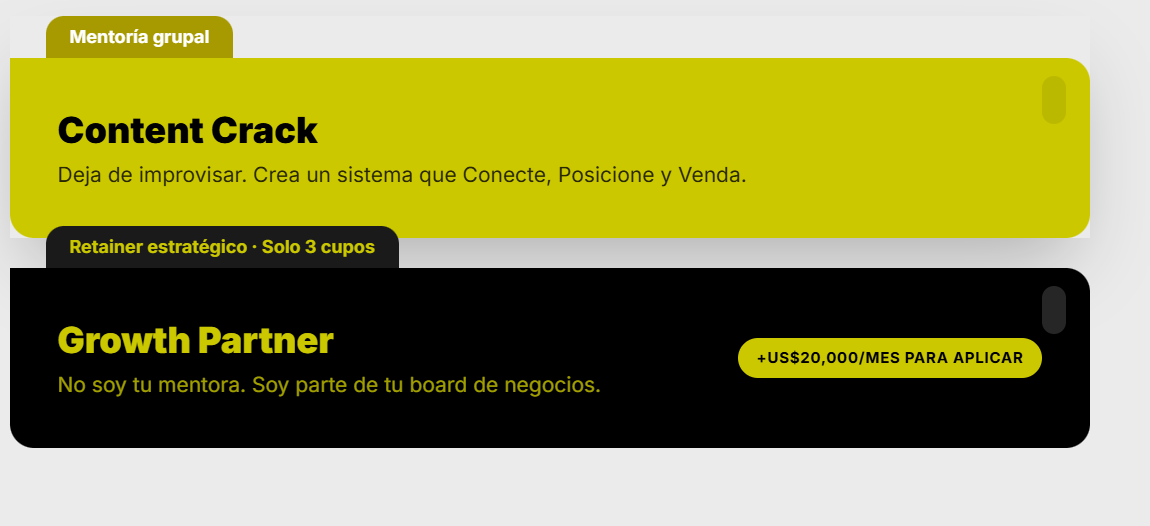 Mentoría grupal
Content Crack
Deja de improvisar. Crea un sistema que Conecte, Posicione y Venda.
Retainer estratégico · Solo 3 cupos
Growth Partner
No soy tu mentora. Soy parte de tu board de negocios.
+US$20,000/MES PARA APLICAR